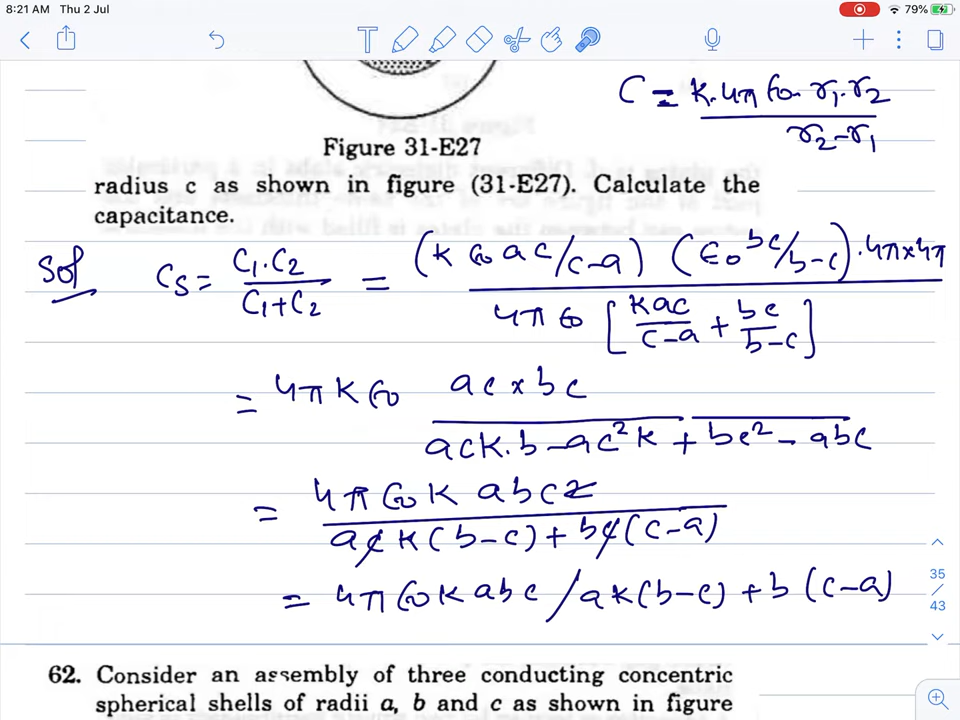 8:21 AM Thu 2 Jul
79%
C = K.4π ε₀ r₁.r₂ / r₂-r₁
Figure 31-E27
radius c as shown in figure (31-E27). Calculate the
capacitance.
Sol Cs = C₁.C₂ / C₁+C₂ = (K ε₀ ac/c-a) (ε₀ bc/b-c).4π×4π / 4π ε₀ [Kac/c-a + bc/b-c]
= 4π K ε₀ ac × bc / ack.b - ac²k + bc² - abc
= 4π ε₀ K abc² / ac K (b-c) + bc (c-a)
= 4π ε₀ K abc / ak(b-c) + b (c-a)
35
/
43
62. Consider an assembly of three conducting concentric
spherical shells of radii a, b and c as shown in figure